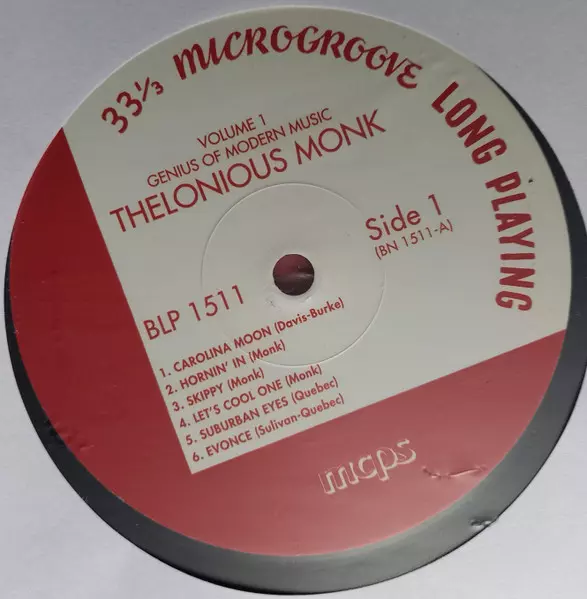 33⅓ MICROGROOVE LONG PLAYING
VOLUME 1
GENIUS OF MODERN MUSIC
THELONIOUS MONK
Side 1
(BN 1511-A)
BLP 1511
1. CAROLINA MOON (Davis-Burke)
2. HORNIN' IN (Monk)
3. SKIPPY (Monk)
4. LET'S COOL ONE (Monk)
5. SUBURBAN EYES (Quebec)
6. EVONCE (Sulivan-Quebec)
mcps